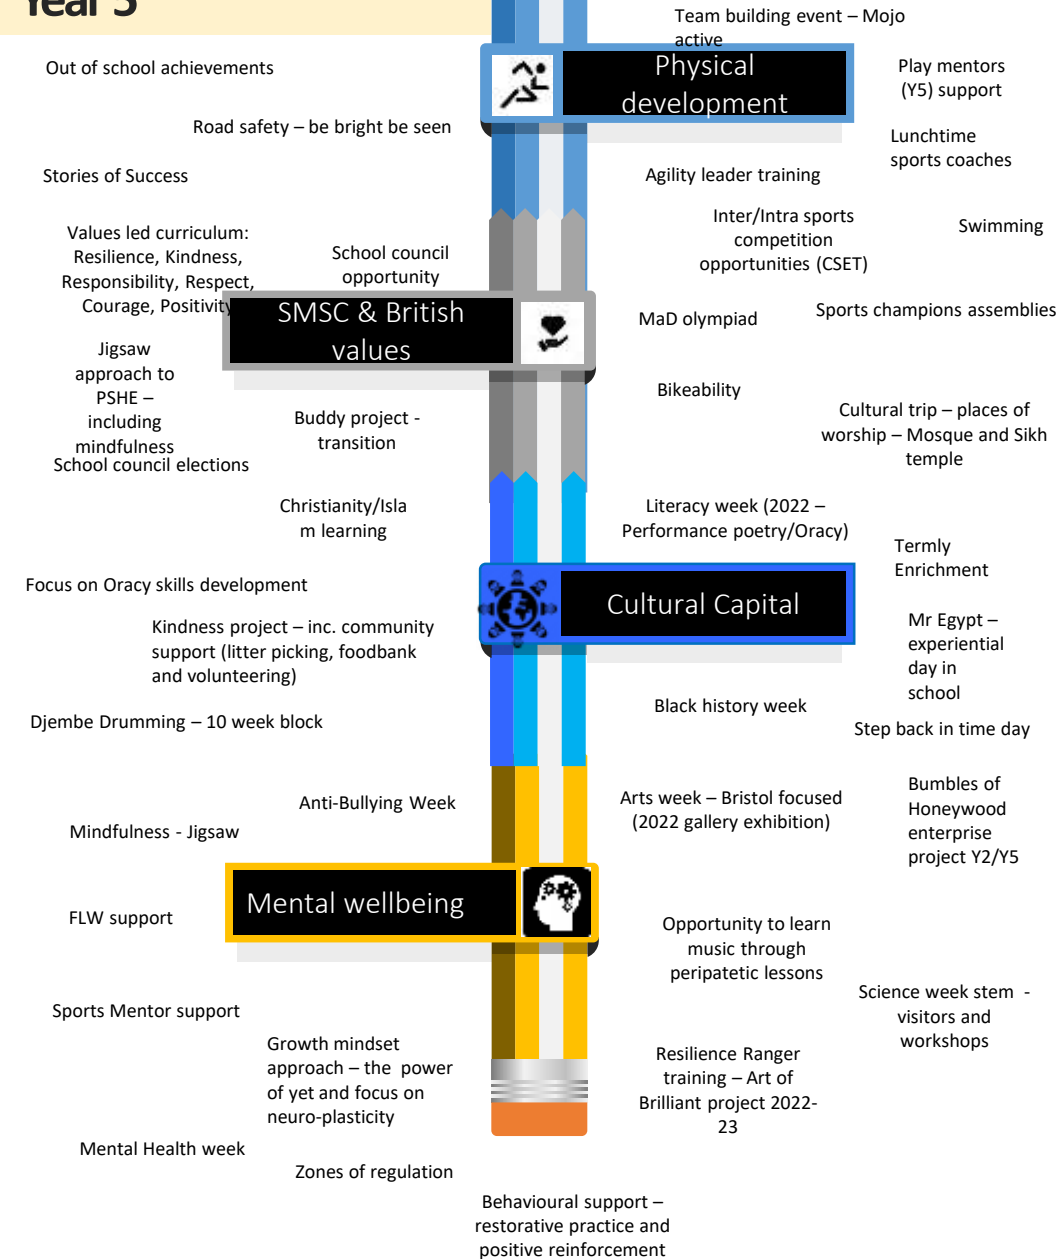 Year 5
Team building event – Mojo
active
Physical
development
Out of school achievements
Play mentors
(Y5) support
Road safety – be bright be seen
Lunchtime
sports coaches
Stories of Success
Agility leader training
Values led curriculum:
Resilience, Kindness,
Responsibility, Respect,
Courage, Positivity
School council
opportunity
Inter/Intra sports
competition
opportunities (CSET)
Swimming
SMSC & British
values
MaD olympiad
Sports champions assemblies
Jigsaw
approach to
PSHE –
including
mindfulness
Bikeability
Buddy project -
transition
Cultural trip – places of
worship – Mosque and Sikh
temple
School council elections
Christianity/Isla
m learning
Literacy week (2022 –
Performance poetry/Oracy)
Termly
Enrichment
Focus on Oracy skills development
Cultural Capital
Kindness project – inc. community
support (litter picking, foodbank
and volunteering)
Mr Egypt –
experiential
day in
school
Black history week
Djembe Drumming – 10 week block
Step back in time day
Anti-Bullying Week
Arts week – Bristol focused
(2022 gallery exhibition)
Bumbles of
Honeywood
enterprise
project Y2/Y5
Mindfulness - Jigsaw
Mental wellbeing
FLW support
Opportunity to learn
music through
peripatetic lessons
Sports Mentor support
Science week stem -
visitors and
workshops
Growth mindset
approach – the power
of yet and focus on
neuro-plasticity
Resilience Ranger
training – Art of
Brilliant project 2022-
23
Mental Health week
Zones of regulation
Behavioural support –
restorative practice and
positive reinforcement